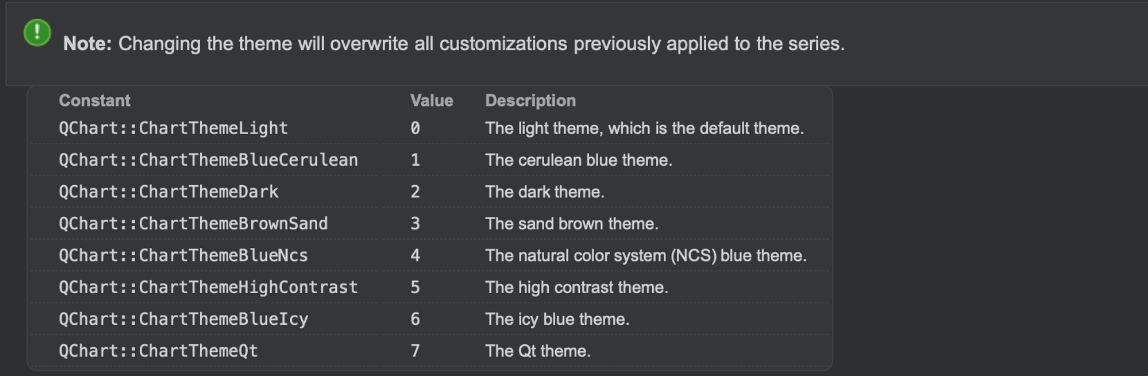 Note: Changing the theme will overwrite all customizations previously applied to the series.
Constant Value Description
QChart::ChartThemeLight 0 The light theme, which is the default theme.
QChart::ChartThemeBlueCerulean 1 The cerulean blue theme.
QChart::ChartThemeDark 2 The dark theme.
QChart::ChartThemeBrownSand 3 The sand brown theme.
QChart::ChartThemeBlueNcs 4 The natural color system (NCS) blue theme.
QChart::ChartThemeHighContrast 5 The high contrast theme.
QChart::ChartThemeBlueIcy 6 The icy blue theme.
QChart::ChartThemeQt 7 The Qt theme.